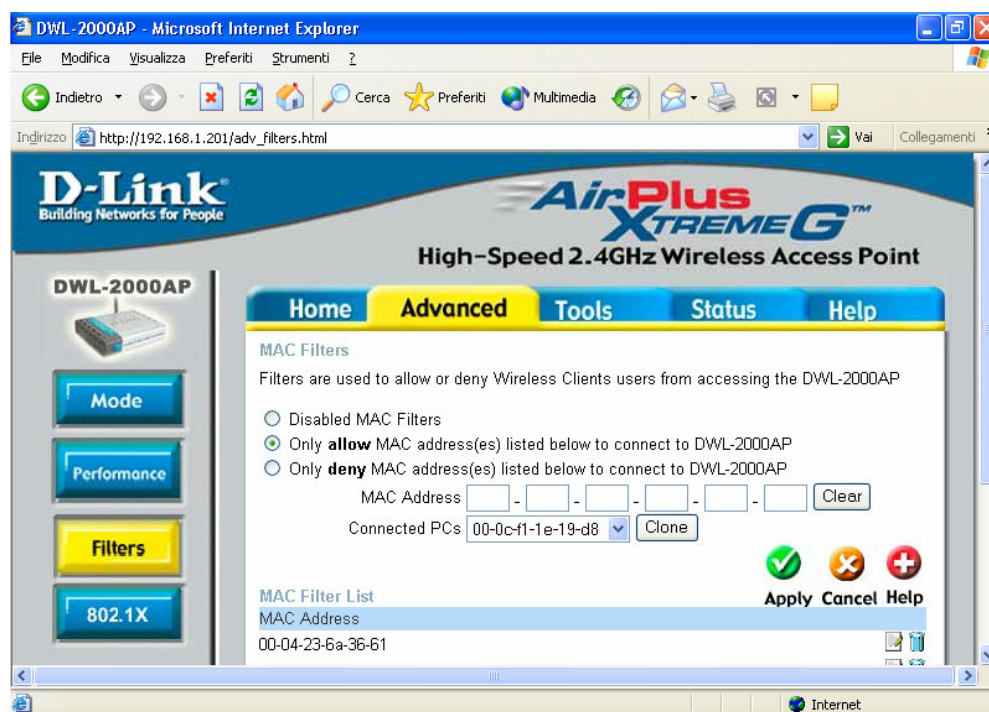 DWL-2000AP - Microsoft Internet Explorer
File Modifica Visualizza Preferiti Strumenti ?
Indietro Cerca Preferiti Multimedia
Indirizzo http://192.168.1.201/adv_filters.html Vai Collegamenti
D-Link
Building Networks for People
AirPlus
XTREME G™
High-Speed 2.4GHz Wireless Access Point
DWL-2000AP
Home Advanced Tools Status Help
MAC Filters
Filters are used to allow or deny Wireless Clients users from accessing the DWL-2000AP
Mode
Disabled MAC Filters
Only allow MAC address(es) listed below to connect to DWL-2000AP
Only deny MAC address(es) listed below to connect to DWL-2000AP
Performance
MAC Address - - - - - Clear
Connected PCs 00-0c-f1-1e-19-d8 Clone
Filters
Apply Cancel Help
MAC Filter List
802.1X
MAC Address
00-04-23-6a-36-61
Internet